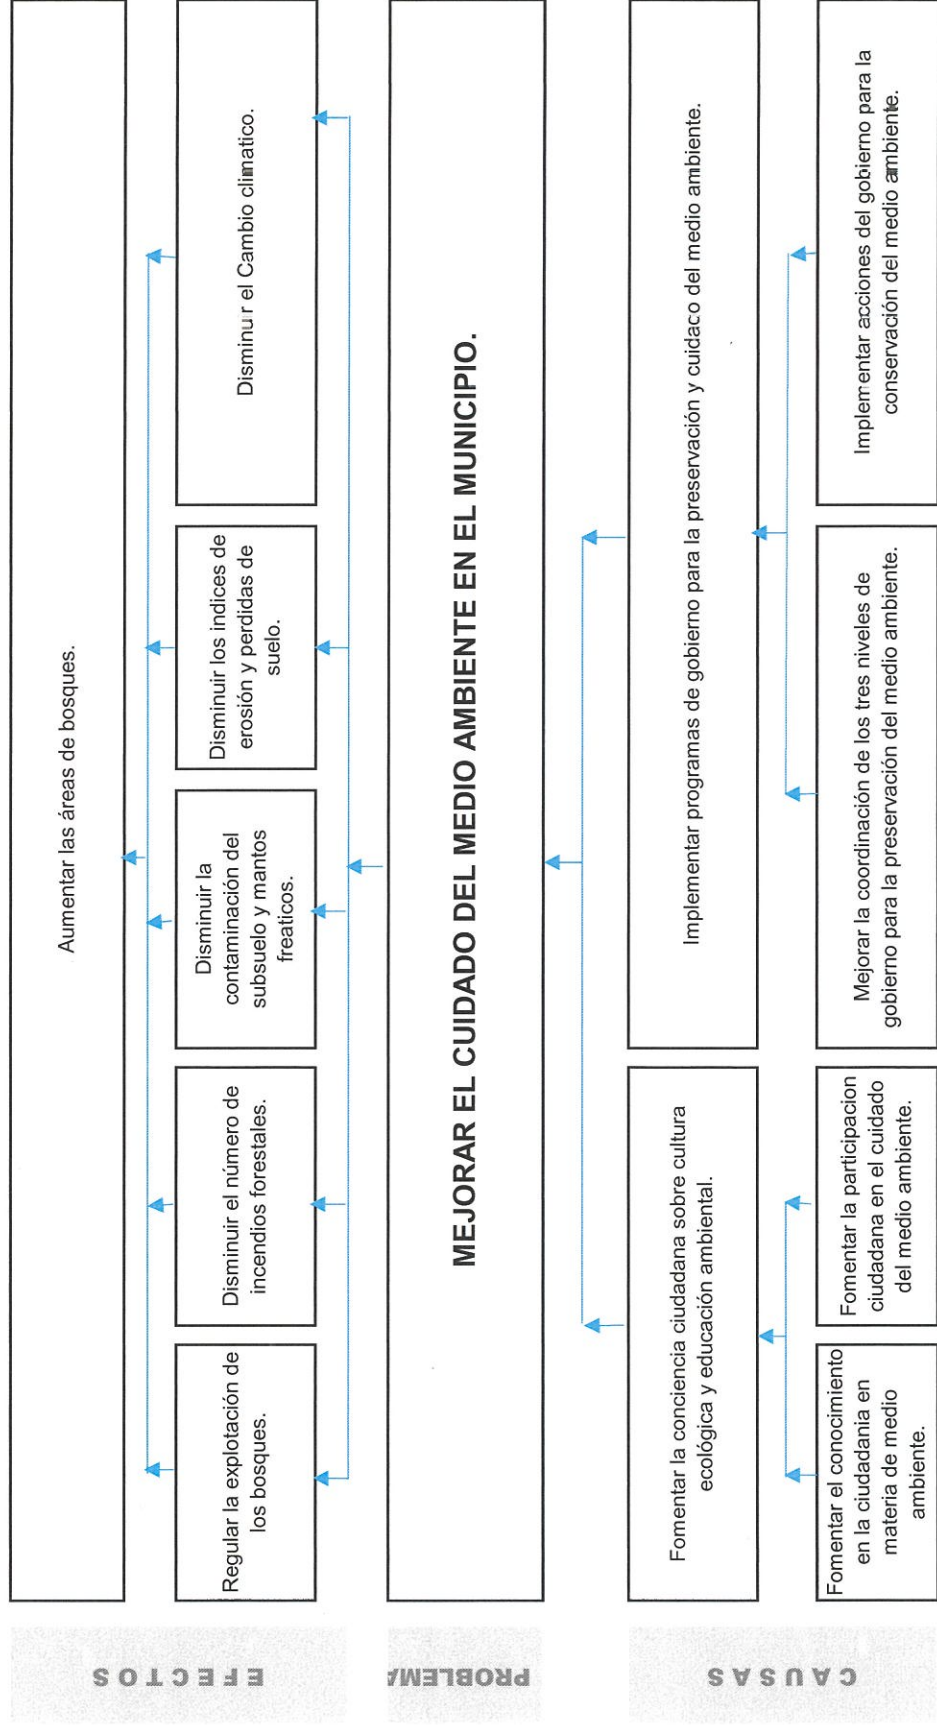 EFECTOS
Aumentar las áreas de bosques.
Regular la explotación de
los bosques.
Disminuir el número de
incendios forestales.
Disminuir la
contaminación del
subsuelo y mantos
freaticos.
Disminuir los indices de
erosión y perdidas de
suelo.
Disminuir el Cambio climatico.
PROBLEMA
MEJORAR EL CUIDADO DEL MEDIO AMBIENTE EN EL MUNICIPIO.
CAUSAS
Fomentar la conciencia ciudadana sobre cultura
ecológica y educación ambiental.
Implementar programas de gobierno para la preservación y cuidaco del medio ambiente.
Fomentar el conocimiento
en la ciudadania en
materia de medio
ambiente.
Fomentar la participacion
ciudadana en el cuidado
del medio ambiente.
Mejorar la coordinación de los tres niveles de
gobierno para la preservación del medio ambiente.
Implementar acciones del gobierno para la
conservación del medio ambiente.